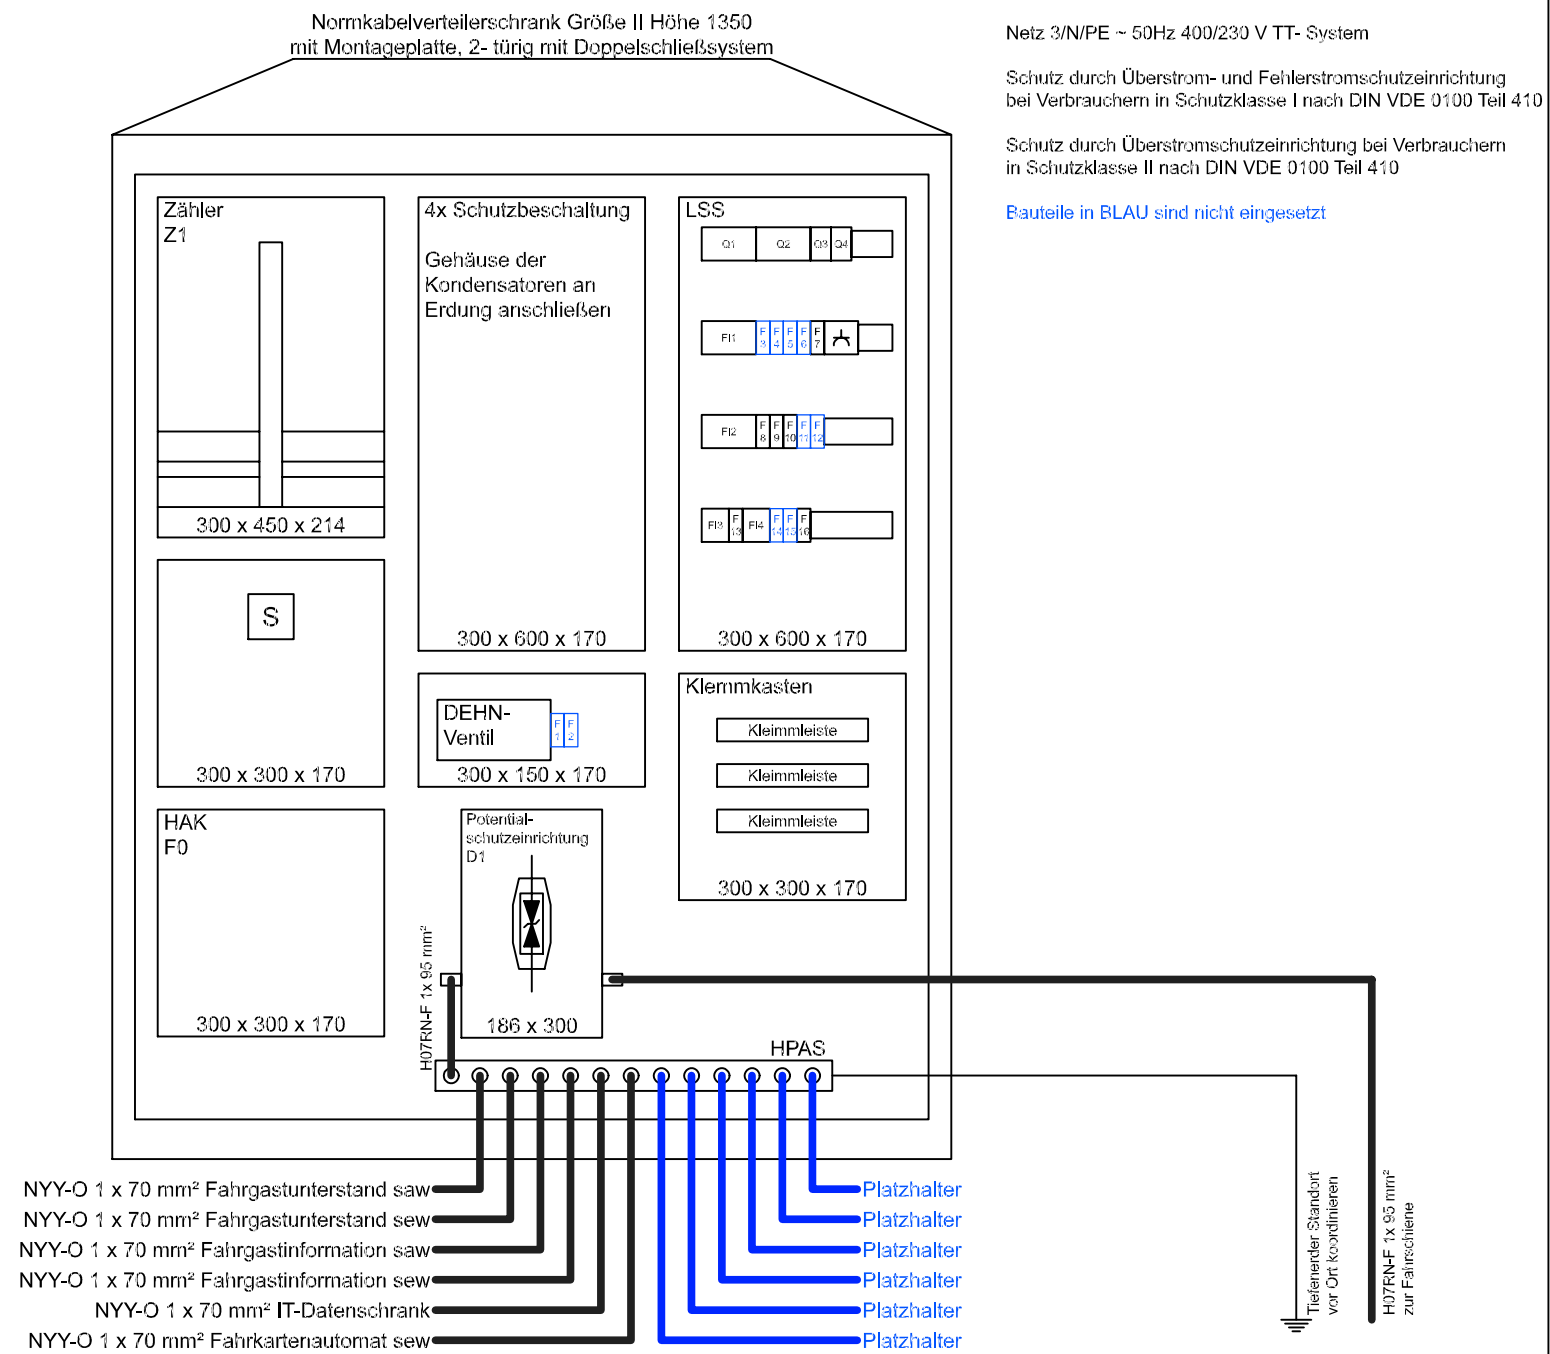 Normkabelverteilerschrank Größe II Höhe 1350
mit Montageplatte, 2- türig mit Doppelschließsystem
Netz 3/N/PE ~ 50Hz 400/230 V TT- System
Schutz durch Überstrom- und Fehlerstromschutzeinrichtung
bei Verbrauchern in Schutzklasse I nach DIN VDE 0100 Teil 410
Schutz durch Überstromschutzeinrichtung bei Verbrauchern
in Schutzklasse II nach DIN VDE 0100 Teil 410
Bauteile in BLAU sind nicht eingesetzt
Zähler
Z1
300 x 450 x 214
S
300 x 300 x 170
HAK
F0
300 x 300 x 170
4x Schutzbeschaltung
Gehäuse der
Kondensatoren an
Erdung anschließen
300 x 600 x 170
DEHN-
Ventil
F 1 F 2
300 x 150 x 170
Potential-
schutzeinrichtung
D1
186 x 300
LSS
Q1 Q2 Q3 Q4
FI1 F 3 F 4 F 5 F 6 F 7
FI2 F 8 F 9 F 10 F 11 F 12
FI3 F 13 FI4 F 14 F 15 F 16
300 x 600 x 170
Klemmkasten
Kleimmleiste
Kleimmleiste
Kleimmleiste
300 x 300 x 170
H07RN-F 1x 95 mm²
HPAS
NYY-O 1 x 70 mm² Fahrgastunterstand saw
NYY-O 1 x 70 mm² Fahrgastunterstand sew
NYY-O 1 x 70 mm² Fahrgastinformation saw
NYY-O 1 x 70 mm² Fahrgastinformation sew
NYY-O 1 x 70 mm² IT-Datenschrank
NYY-O 1 x 70 mm² Fahrkartenautomat sew
Platzhalter
Platzhalter
Platzhalter
Platzhalter
Platzhalter
Platzhalter
Tiefenerder Standort
vor Ort koordinieren
H07RN-F 1x 95 mm²
zur Fahrschiene